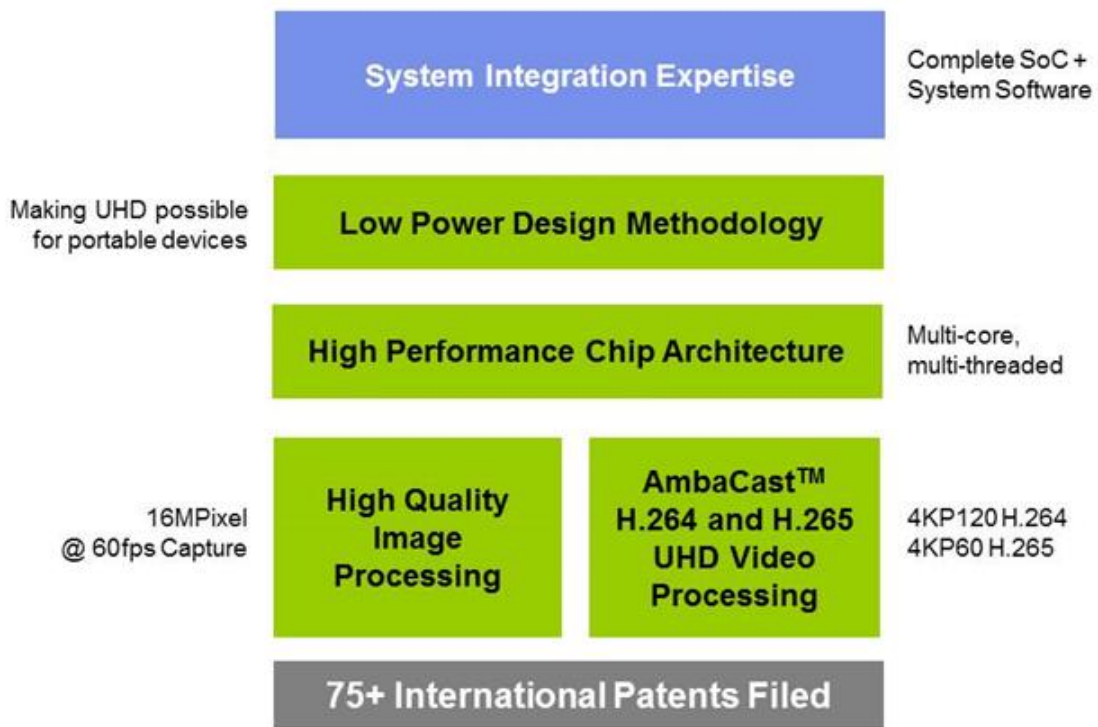 System Integration Expertise
Complete SoC +
System Software
Making UHD possible
for portable devices
Low Power Design Methodology
High Performance Chip Architecture
Multi-core,
multi-threaded
16MPixel
@ 60fps Capture
High Quality
Image
Processing
AmbaCast™
H.264 and H.265
UHD Video
Processing
4KP120 H.264
4KP60 H.265
75+ International Patents Filed